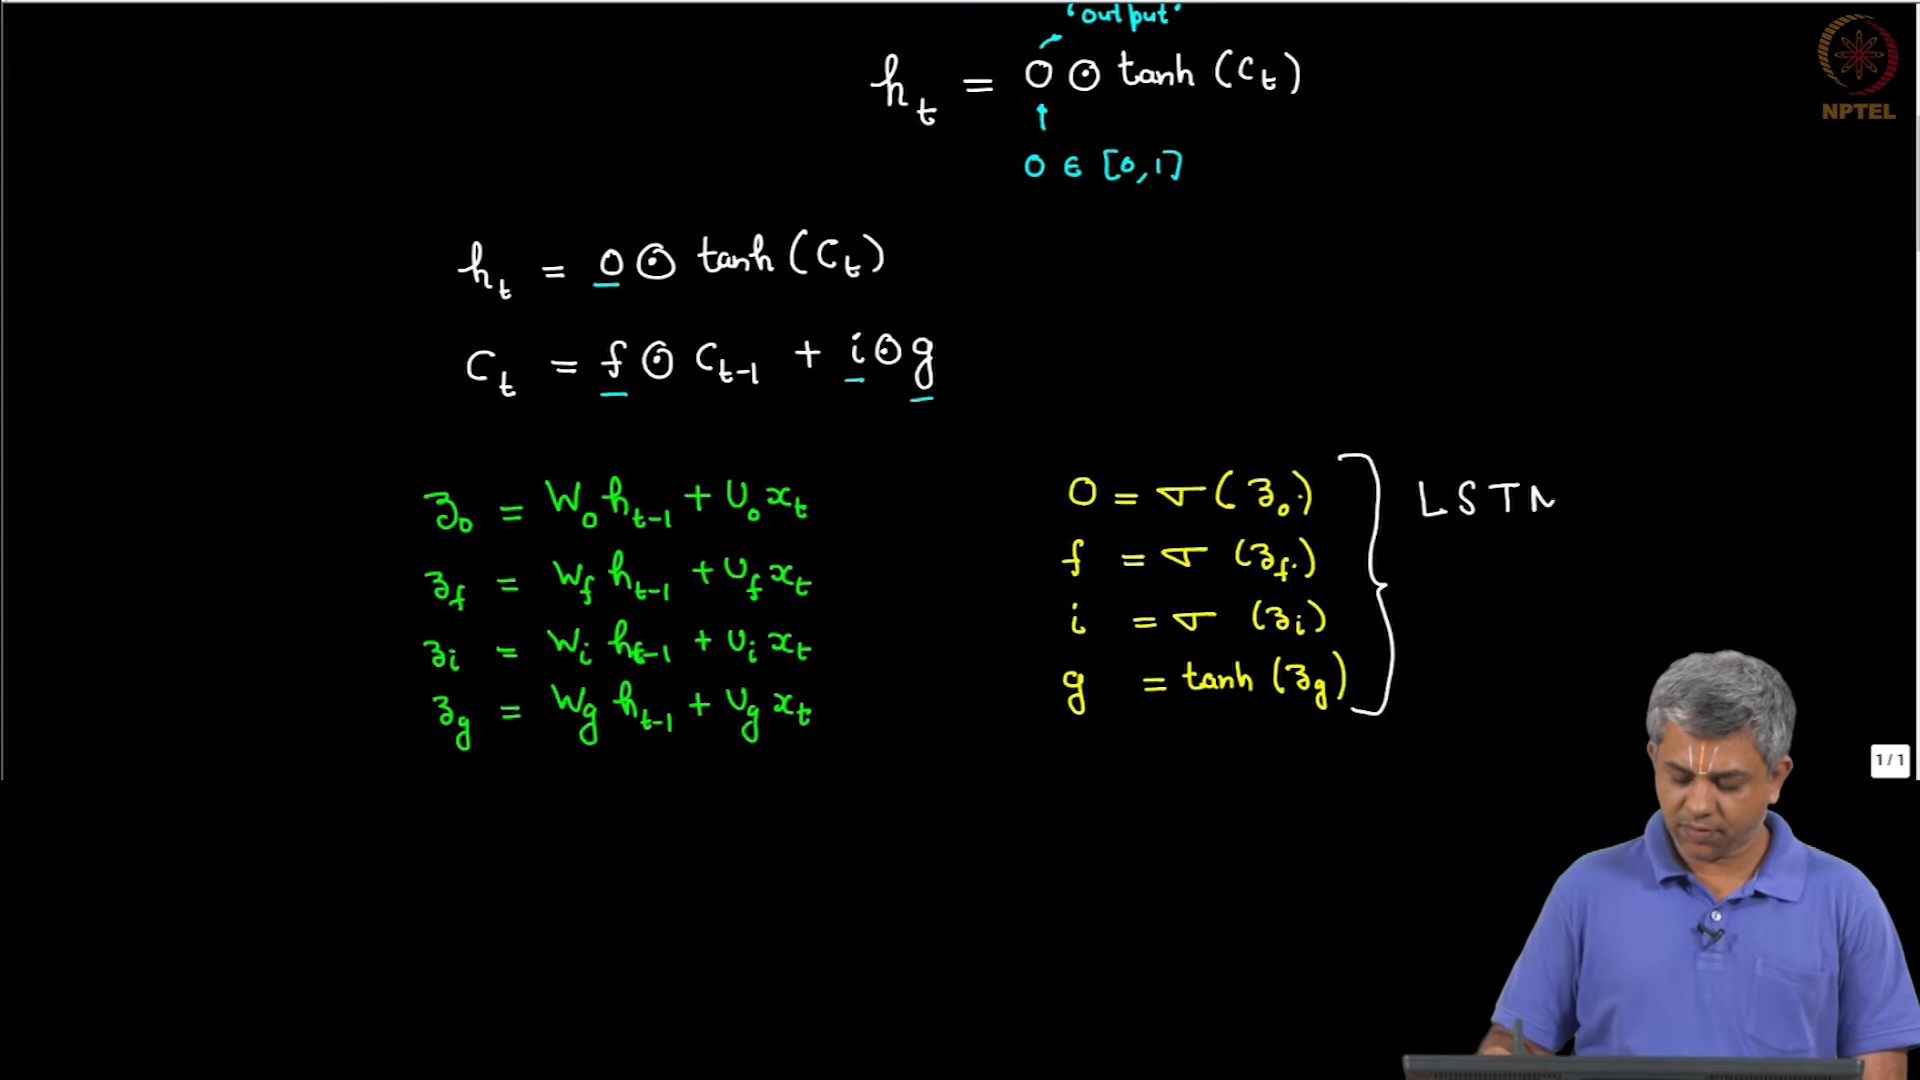 'output'
h_t = o ⊙ tanh (C_t)
NPTEL
o ∈ [0,1]
h_t = o ⊙ tanh (C_t)
C_t = f ⊙ C_{t-1} + i ⊙ g
z_o = W_o h_{t-1} + U_o x_t
z_f = W_f h_{t-1} + U_f x_t
z_i = W_i h_{t-1} + U_i x_t
z_g = W_g h_{t-1} + U_g x_t
o = σ (z_o)
f = σ (z_f)
i = σ (z_i)
g = tanh (z_g)
LSTM
1 / 1